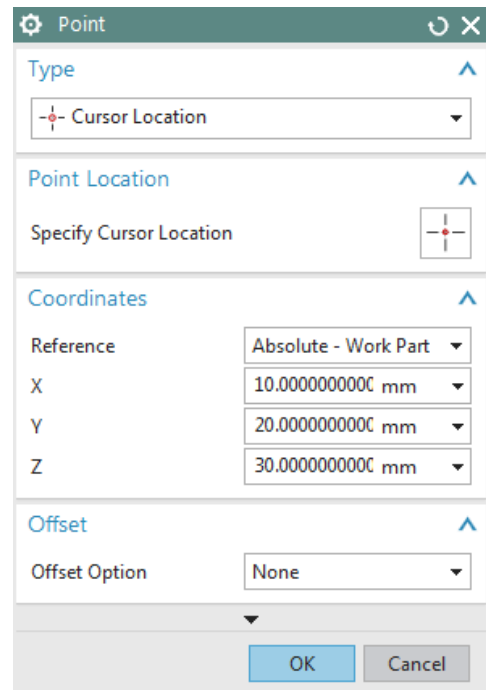 Point
Type
Cursor Location
Point Location
Specify Cursor Location
Coordinates
Reference Absolute - Work Part
X 10.000000000 mm
Y 20.000000000 mm
Z 30.000000000 mm
Offset
Offset Option None
OK Cancel